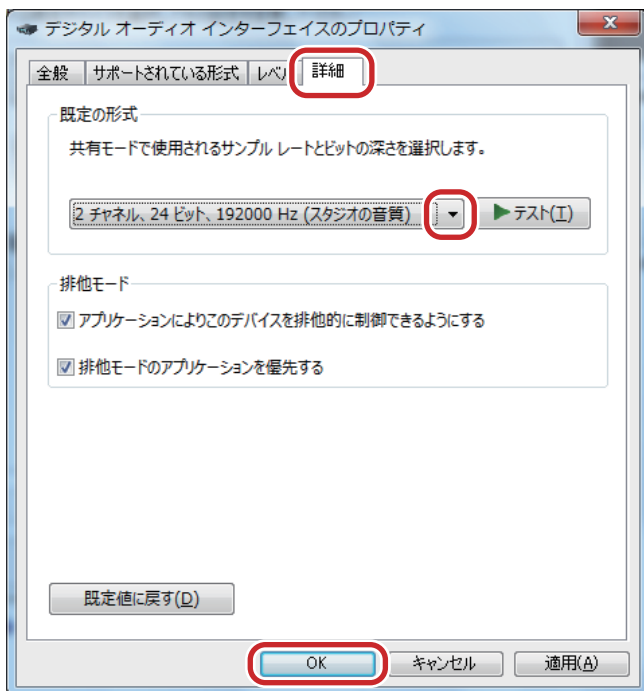 デジタル オーディオ インターフェイスのプロパティ
全般 サポートされている形式 レベル 詳細
既定の形式
共有モードで使用されるサンプル レートとビットの深さを選択します。
2 チャネル、24 ビット、192000 Hz (スタジオの音質) テスト(T)
排他モード
アプリケーションによりこのデバイスを排他的に制御できるようにする
排他モードのアプリケーションを優先する
既定値に戻す(D)
OK キャンセル 適用(A)